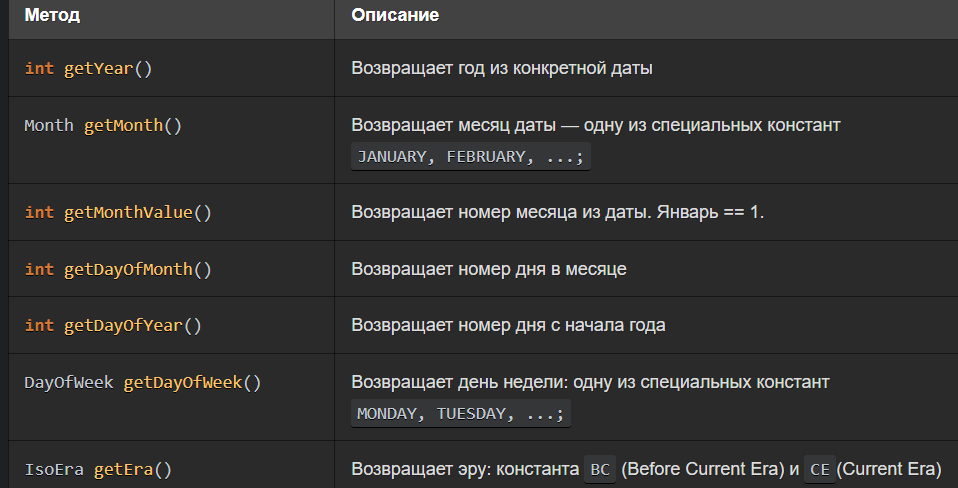 Метод Описание
int getYear() Возвращает год из конкретной даты
Month getMonth() Возвращает месяц даты — одну из специальных констант
JANUARY, FEBRUARY, ...;
int getMonthValue() Возвращает номер месяца из даты. Январь == 1.
int getDayOfMonth() Возвращает номер дня в месяце
int getDayOfYear() Возвращает номер дня с начала года
DayOfWeek getDayOfWeek() Возвращает день недели: одну из специальных констант
MONDAY, TUESDAY, ...;
IsoEra getEra() Возвращает эру: константа BC (Before Current Era) и CE(Current Era)